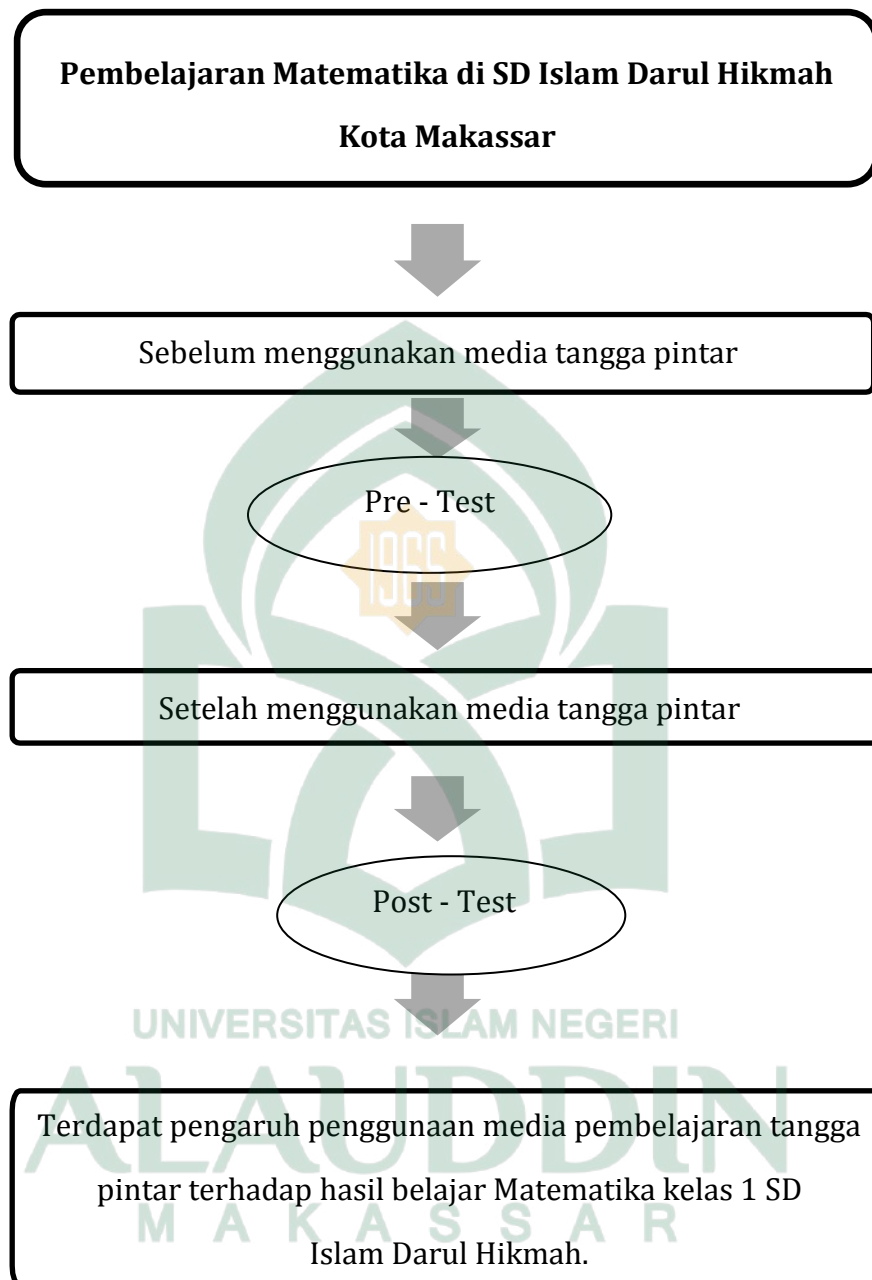 Pembelajaran Matematika di SD Islam Darul Hikmah
Kota Makassar
Sebelum menggunakan media tangga pintar
Pre - Test
1965
Setelah menggunakan media tangga pintar
Post - Test
UNIVERSITAS ISLAM NEGERI
ALAUDDIN
Terdapat pengaruh penggunaan media pembelajaran tangga
pintar terhadap hasil belajar Matematika kelas 1 SD
MAKASSAR
Islam Darul Hikmah.